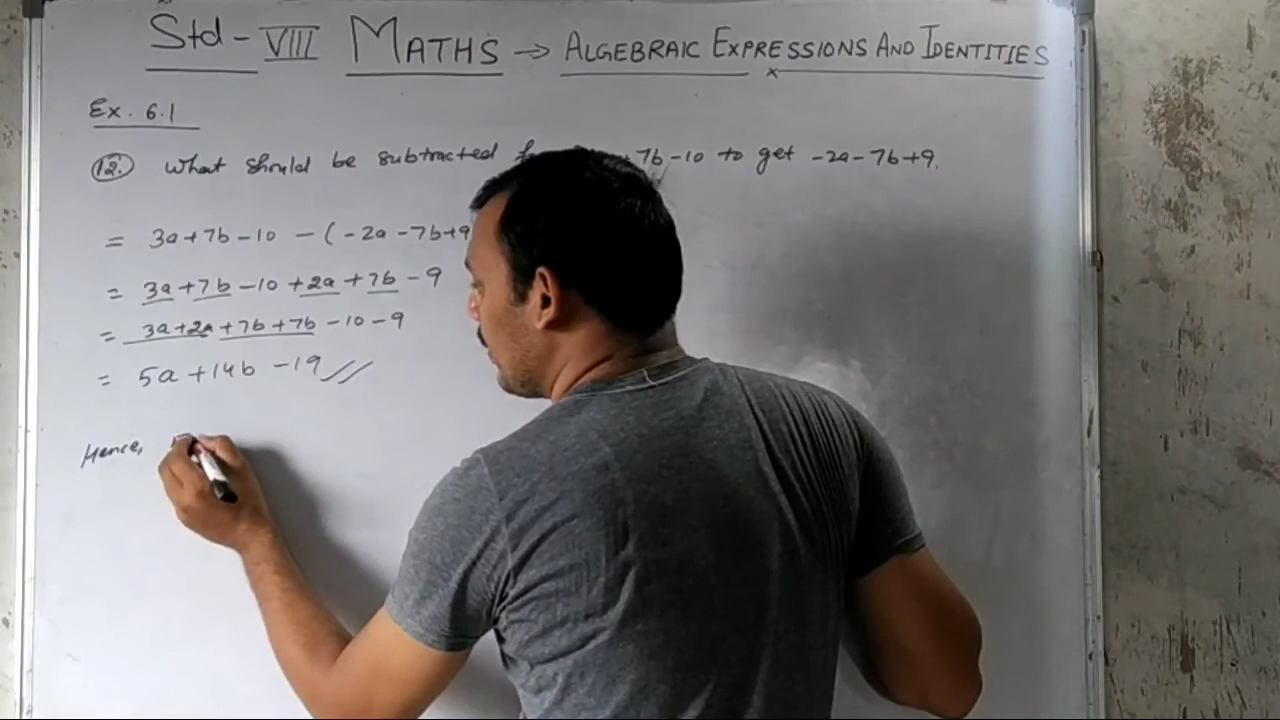 Std - VIII MATHS → ALGEBRAIC EXPRESSIONS AND IDENTITIES
Ex. 6.1
12. What should be subtracted 7b-10 to get -2a-7b+9.
= 3a+7b-10 -(-2a-7b+9
= 3a+7b-10+2a+7b-9
= 3a+2a+7b+7b-10-9
= 5a+14b-19
Hence,